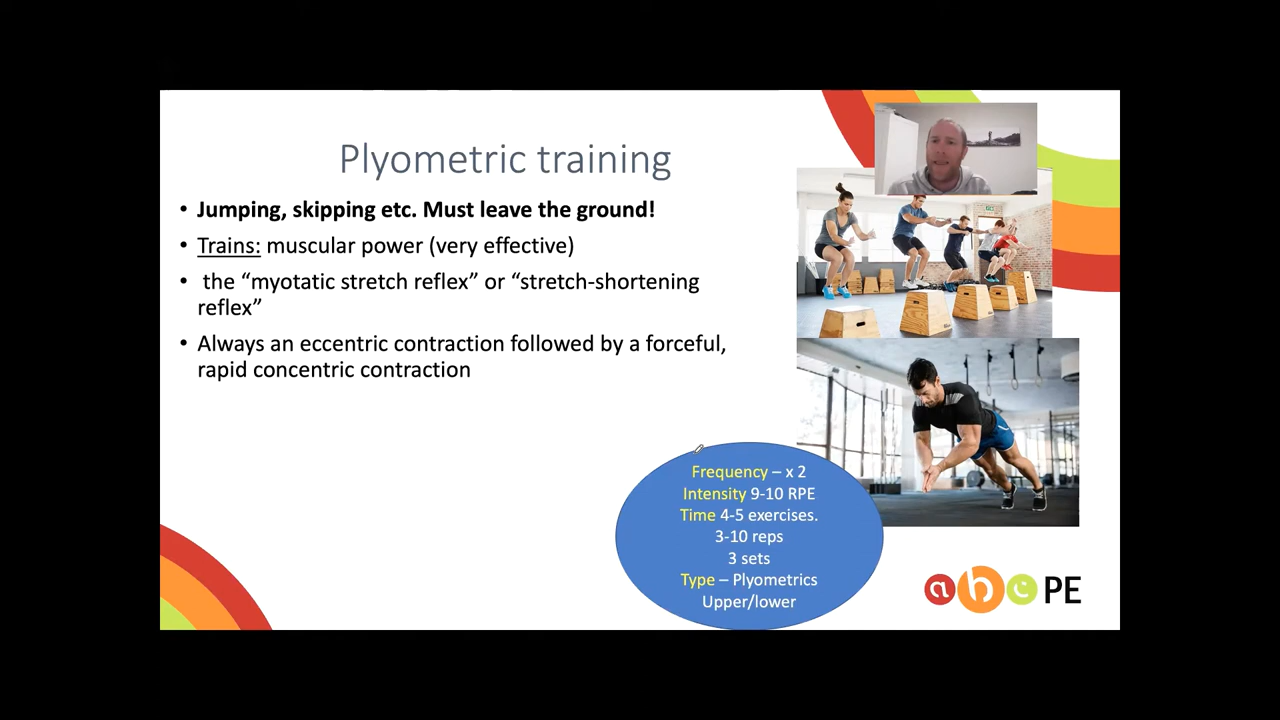 Plyometric training
• Jumping, skipping etc. Must leave the ground!
• Trains: muscular power (very effective)
• the “myotatic stretch reflex” or “stretch-shortening
reflex”
• Always an eccentric contraction followed by a forceful,
rapid concentric contraction
Frequency – x 2
Intensity 9-10 RPE
Time 4-5 exercises.
3-10 reps
3 sets
Type – Plyometrics
Upper/lower
abc PE